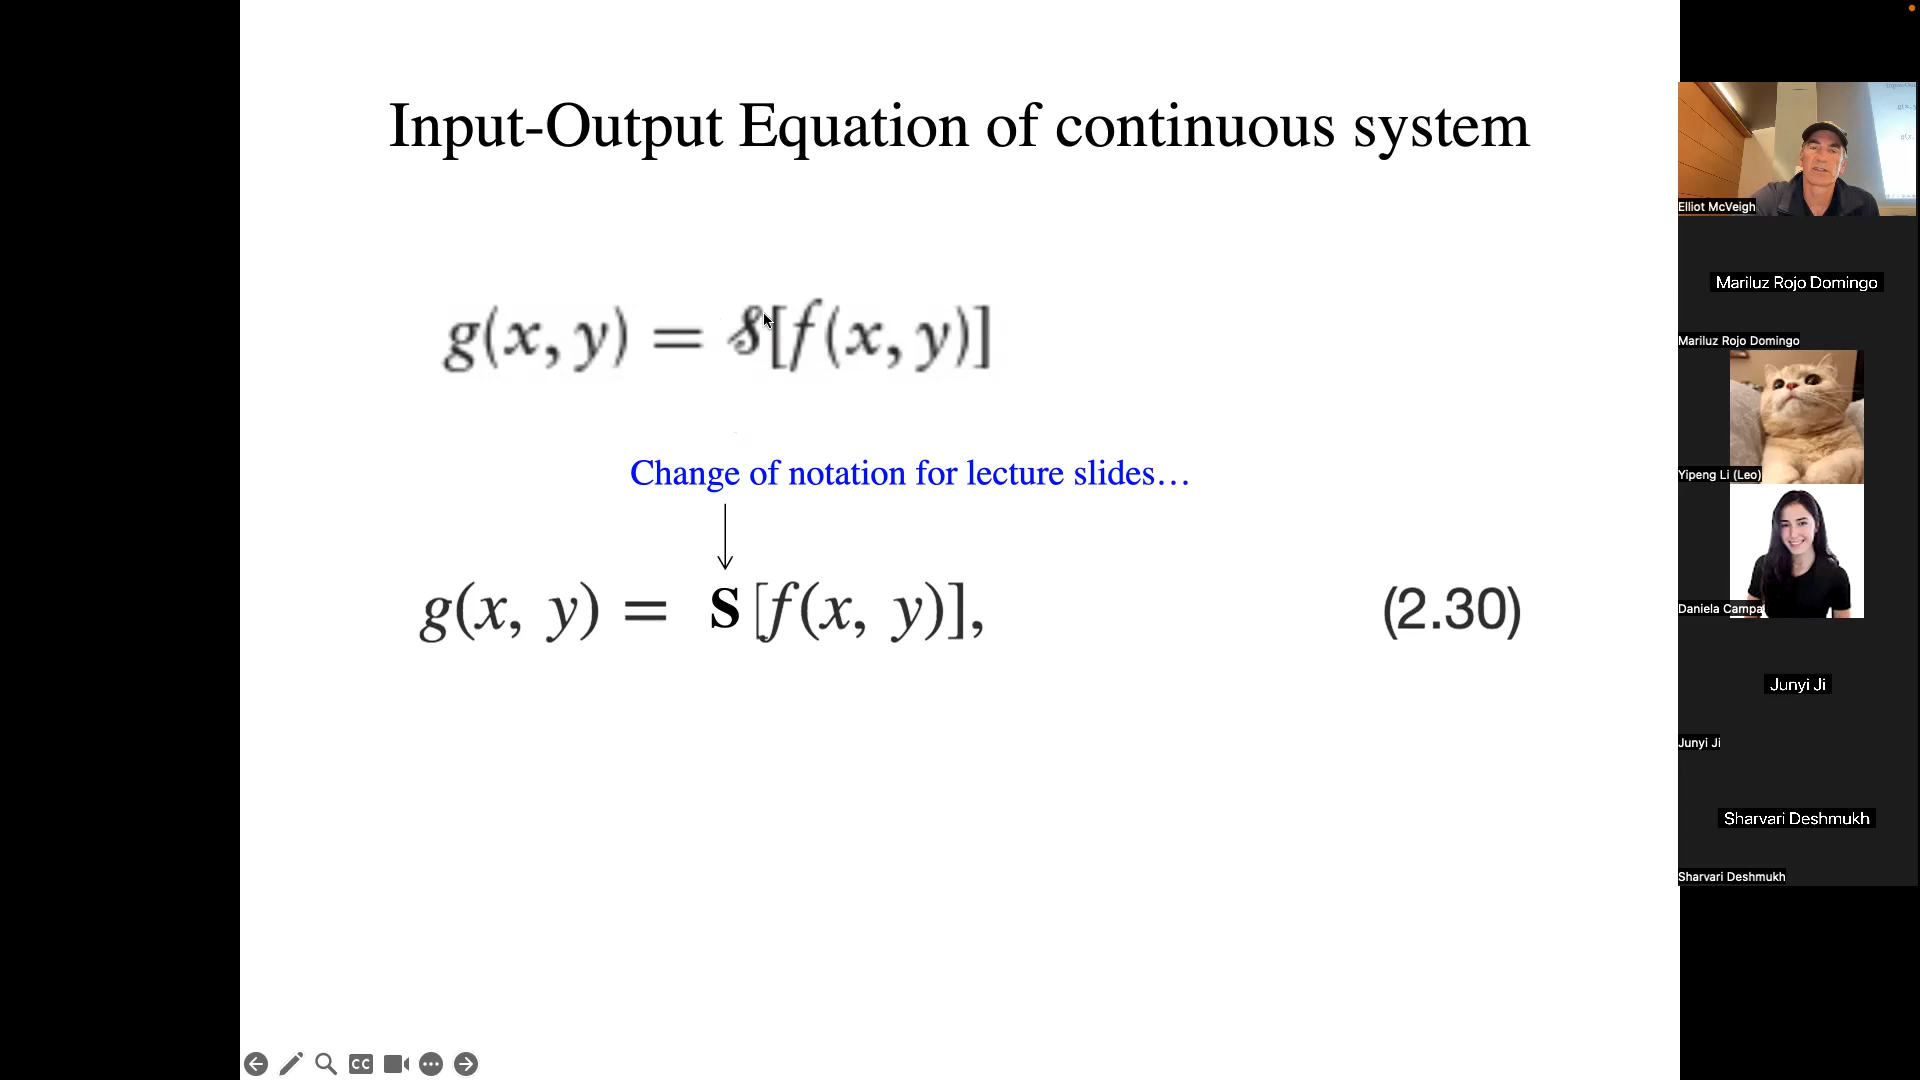 Input-Output Equation of continuous system
g(x, y) = 𝒮[f(x, y)]
Change of notation for lecture slides…
g(x, y) = S [f(x, y)], (2.30)
CC
Elliot McVeigh
Mariluz Rojo Domingo
Mariluz Rojo Domingo
Yipeng Li (Leo)
Daniela Campa
Junyi Ji
Junyi Ji
Sharvari Deshmukh
Sharvari Deshmukh